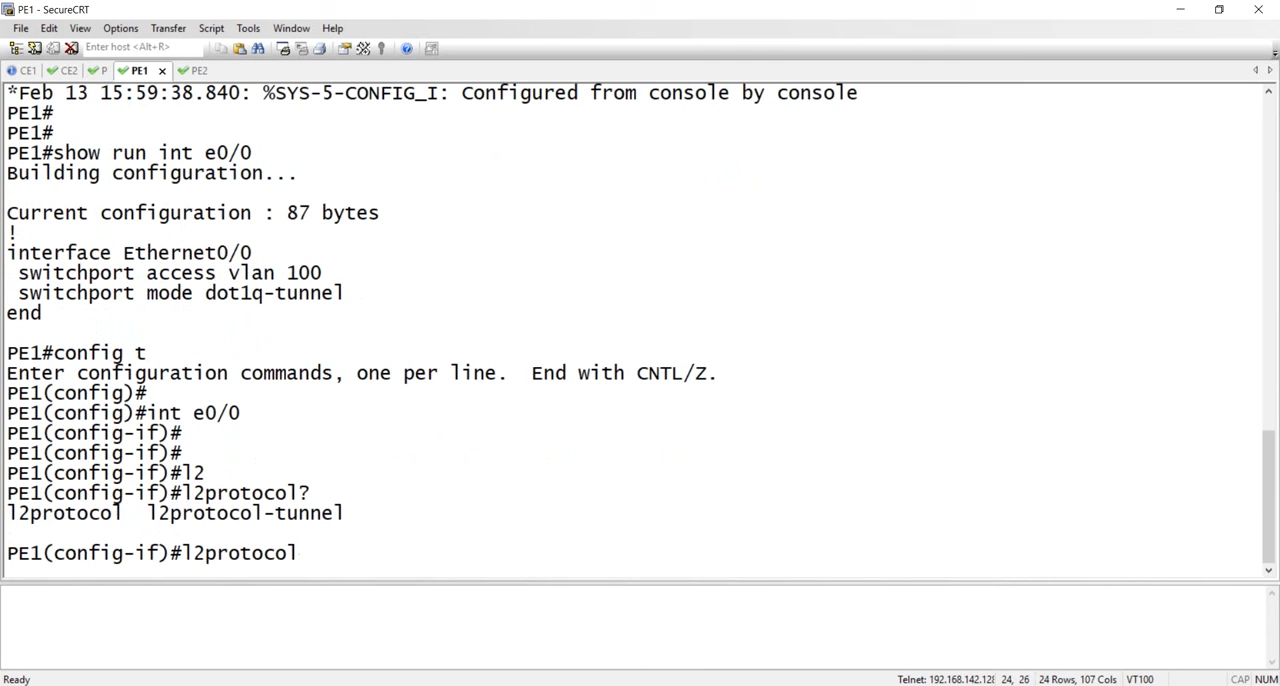 PE1 - SecureCRT
File Edit View Options Transfer Script Tools Window Help
Enter host <Alt+R>
CE1 CE2 P PE1 PE2
*Feb 13 15:59:38.840: %SYS-5-CONFIG_I: Configured from console by console
PE1#
PE1#
PE1#show run int e0/0
Building configuration...
Current configuration : 87 bytes
!
interface Ethernet0/0
switchport access vlan 100
switchport mode dot1q-tunnel
end
PE1#config t
Enter configuration commands, one per line.  End with CNTL/Z.
PE1(config)#
PE1(config)#int e0/0
PE1(config-if)#
PE1(config-if)#
PE1(config-if)#l2
PE1(config-if)#l2protocol?
l2protocol  l2protocol-tunnel
PE1(config-if)#l2protocol
Ready Telnet: 192.168.142.128 24, 26 24 Rows, 107 Cols VT100 CAP NUM